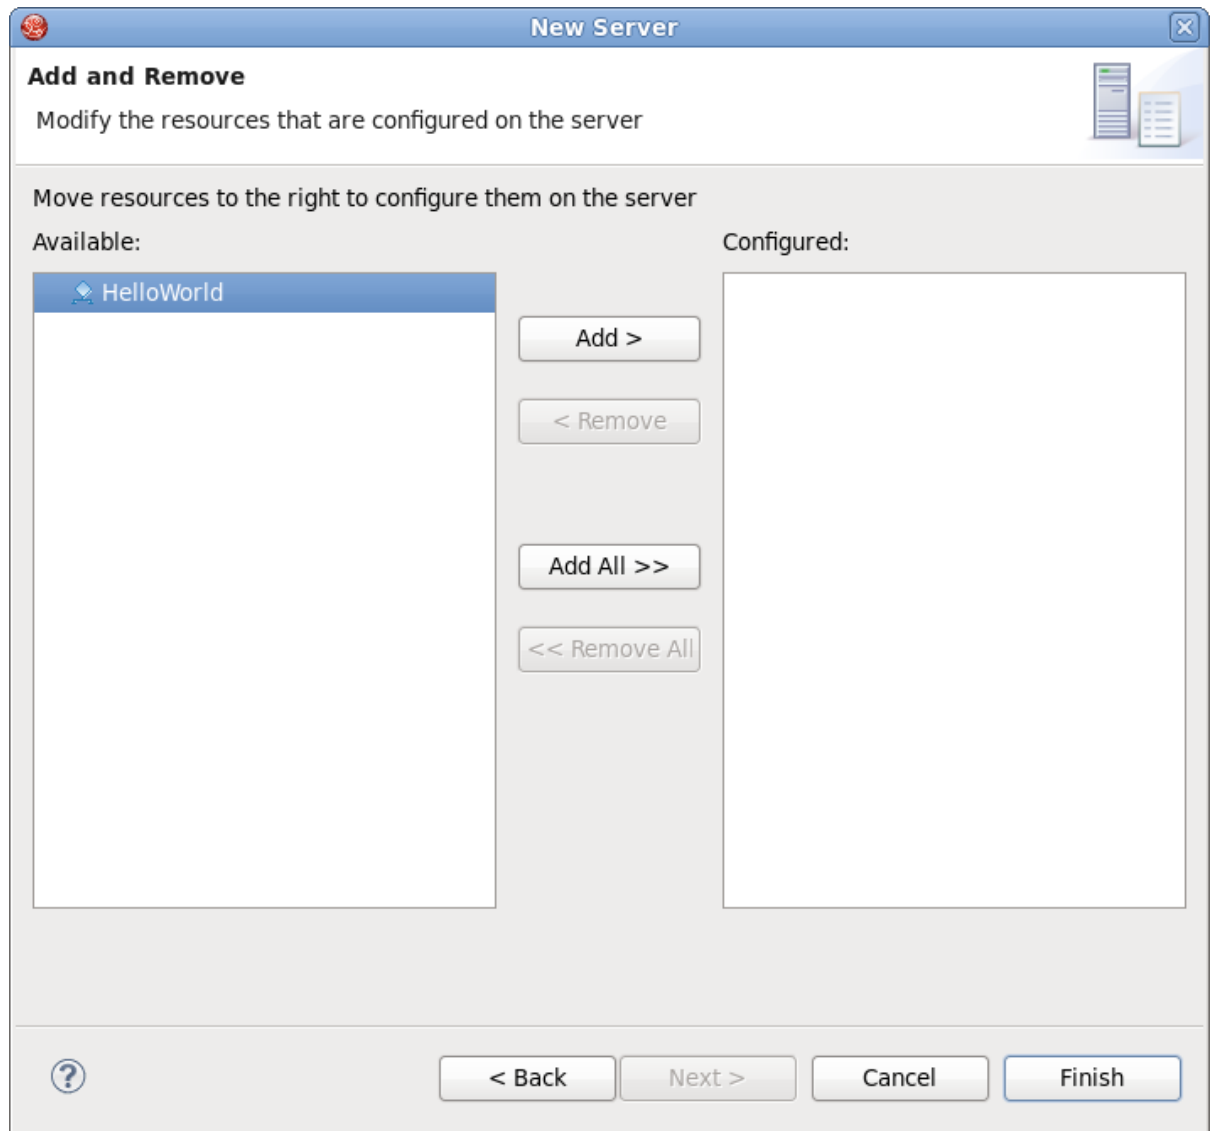 New Server
Add and Remove
Modify the resources that are configured on the server
Move resources to the right to configure them on the server
Available:
Configured:
HelloWorld
Add >
< Remove
Add All >>
<< Remove All
?
< Back
Next >
Cancel
Finish